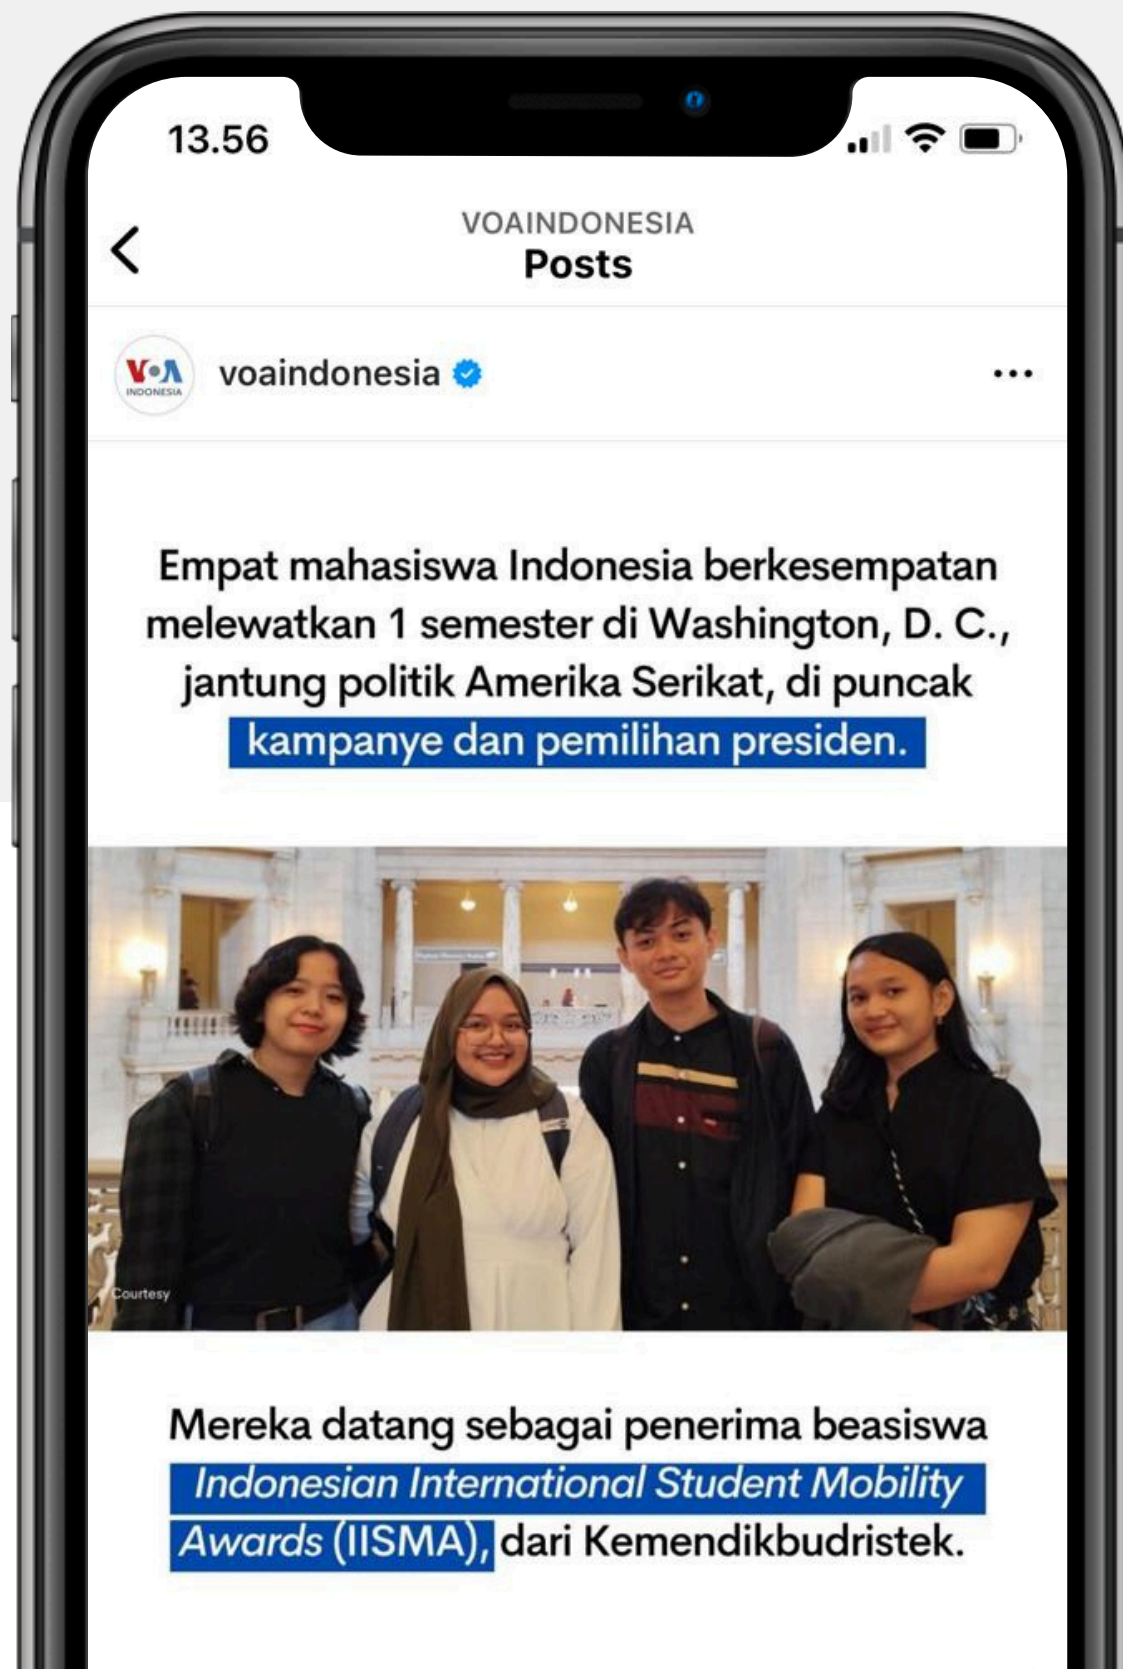 13.56
VOAINDONESIA
Posts
VOA
INDONESIA
voaindonesia
Empat mahasiswa Indonesia berkesempatan
melewatkan 1 semester di Washington, D. C.,
jantung politik Amerika Serikat, di puncak
kampanye dan pemilihan presiden.
Courtesy
Mereka datang sebagai penerima beasiswa
Indonesian International Student Mobility
Awards (IISMA), dari Kemendikbudristek.